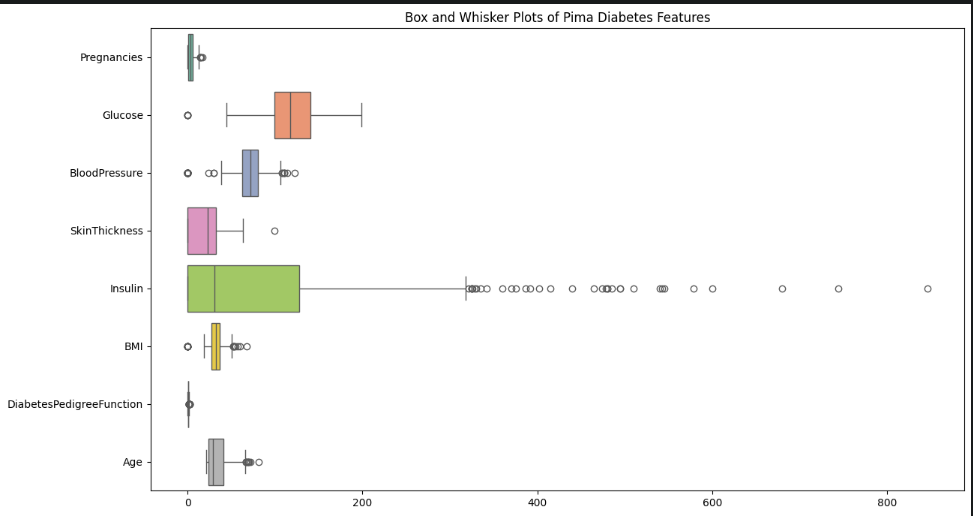 Box and Whisker Plots of Pima Diabetes Features
Pregnancies
Glucose
BloodPressure
SkinThickness
Insulin
BMI
DiabetesPedigreeFunction
Age
0 200 400 600 800